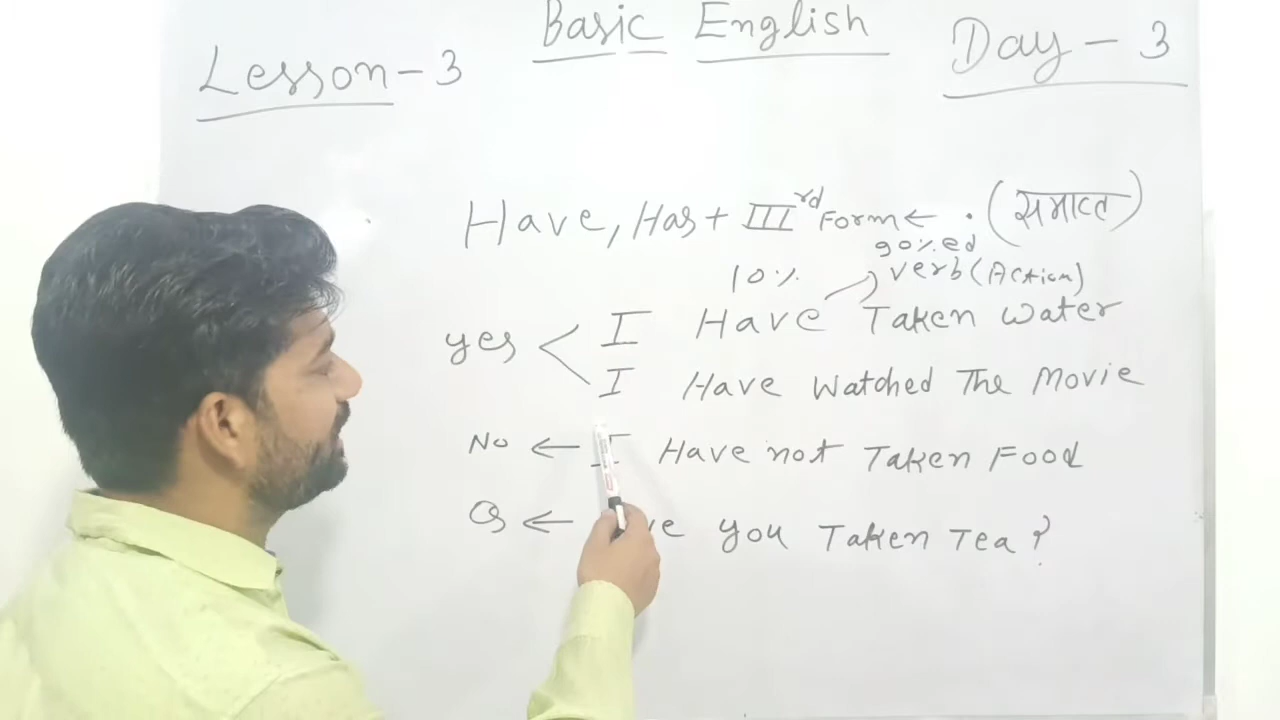 Basic English
Lesson-3
Day-3
Have, Has + III rd Form ← . (समाप्त)
90% ed
10% verb (Action)
yes < I Have Taken Water
I Have Watched The Movie
No ← I Have not Taken Food
Q ← you Taken Tea?